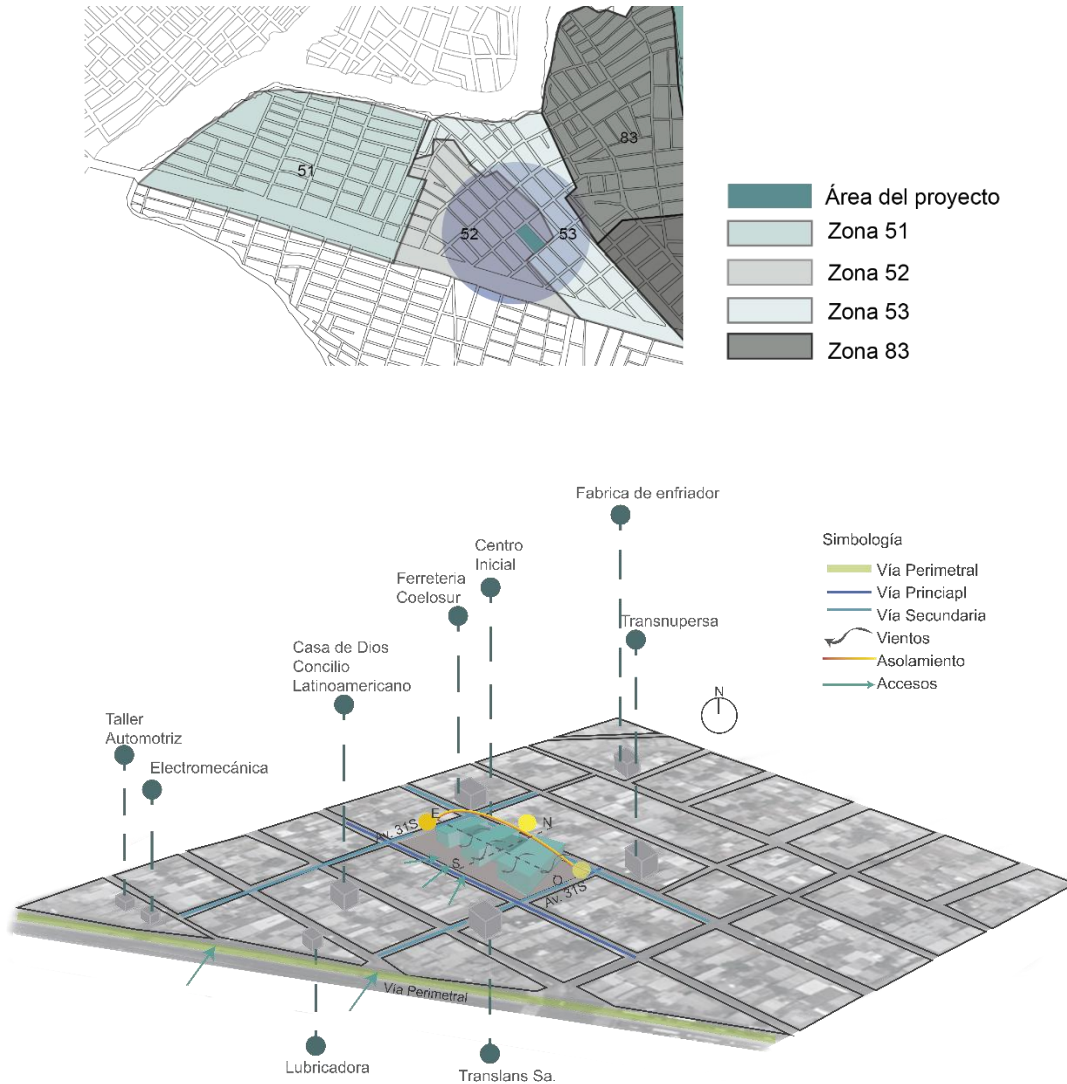 83
51
52
53
Área del proyecto
Zona 51
Zona 52
Zona 53
Zona 83
Fabrica de enfriador
Centro
Inicial
Ferreteria
Coelosur
Transnupersa
Casa de Dios
Concilio
Latinoamericano
Taller
Automotriz
Electromecánica
Simbología
Vía Perimetral
Vía Princiapl
Vía Secundaria
Vientos
Asolamiento
Accesos
N
E
N
Av. 31S
S
O
Av. 31S
Vía Perimetral
Lubricadora
Translans Sa.